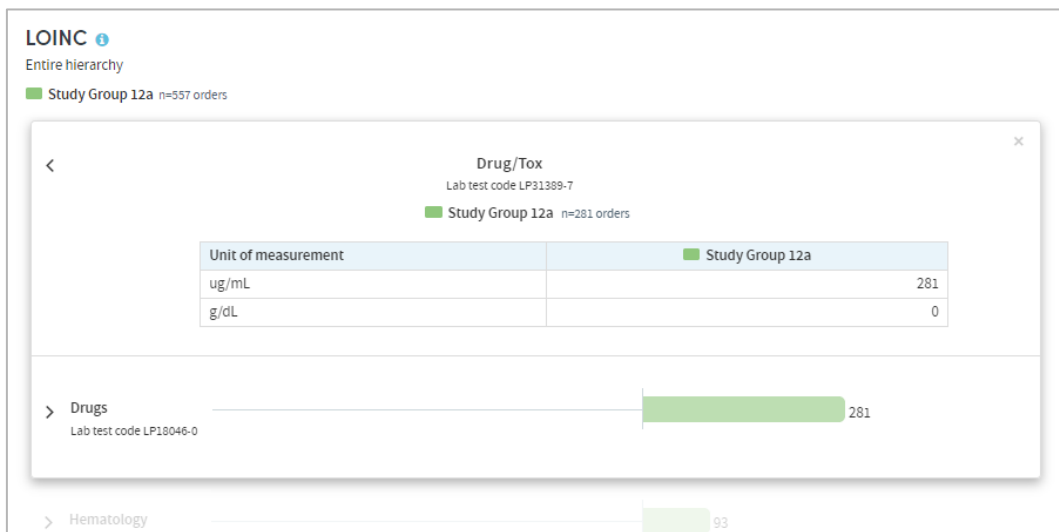 LOINC
Entire hierarchy
Study Group 12a n=557 orders
Drug/Tox
Lab test code LP31389-7
Study Group 12a n=281 orders
Unit of measurement Study Group 12a
ug/mL 281
g/dL 0
Drugs 281
Lab test code LP18046-0
Hematology 93